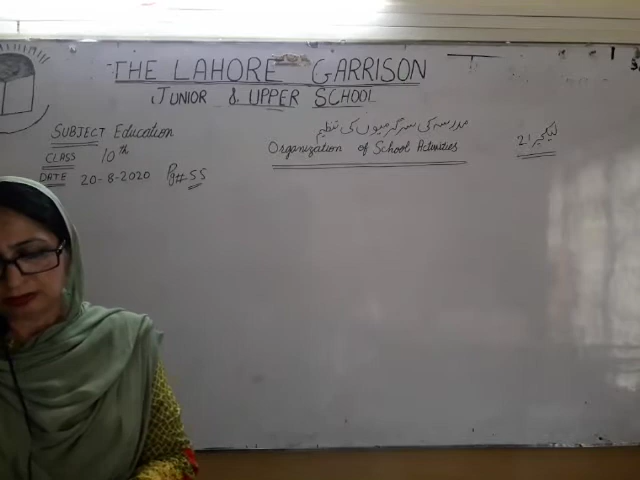 THE LAHORE GARRISON
JUNIOR & UPPER SCHOOL
SUBJECT Education
مدرسہ کی سرگرمیوں کی تنظیم
CLASS 10th
Organization of School Activities
لیکچر 21
DATE 20-8-2020 Pg# 55